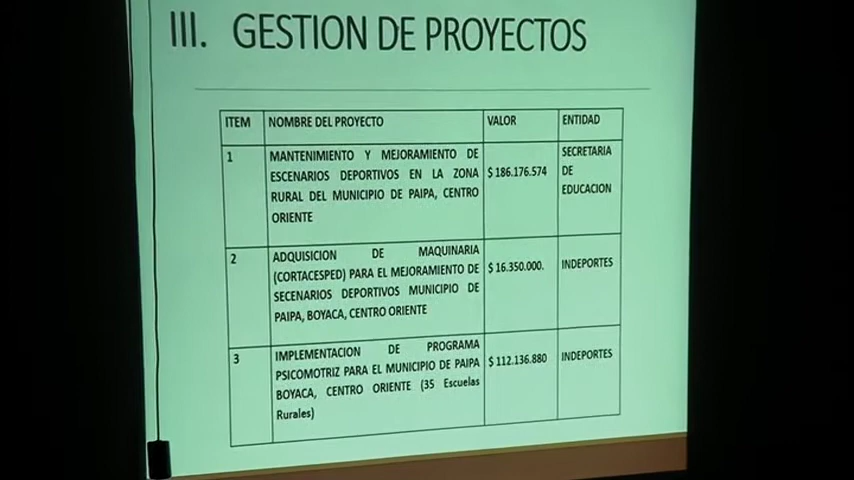 III. GESTION DE PROYECTOS
ITEM NOMBRE DEL PROYECTO VALOR ENTIDAD
1 MANTENIMIENTO Y MEJORAMIENTO DE
ESCENARIOS DEPORTIVOS EN LA ZONA
RURAL DEL MUNICIPIO DE PAIPA, CENTRO
ORIENTE
$ 186.176.574
SECRETARIA
DE
EDUCACION
2 ADQUISICION DE MAQUINARIA
(CORTACESPED) PARA EL MEJORAMIENTO DE
SECENARIOS DEPORTIVOS MUNICIPIO DE
PAIPA, BOYACA, CENTRO ORIENTE
$ 16.350.000.
INDEPORTES
3 IMPLEMENTACION DE PROGRAMA
PSICOMOTRIZ PARA EL MUNICIPIO DE PAIPA
BOYACA, CENTRO ORIENTE (35 Escuelas
Rurales)
$ 112.136.880
INDEPORTES